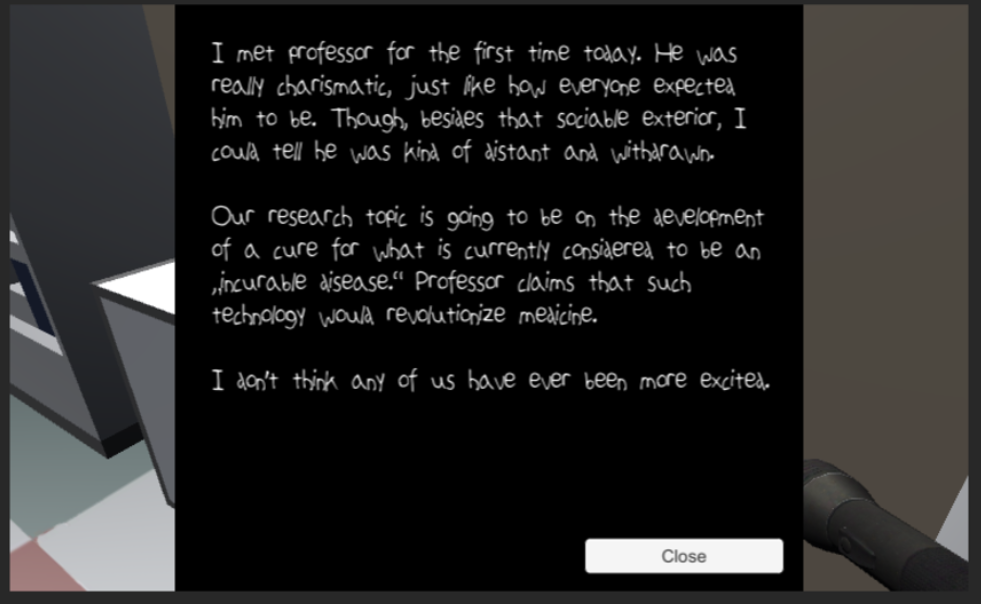 I met professor for the first time today. He was
really charismatic, just like how everyone expected
him to be. Though, besides that sociable exterior, I
could tell he was kind of distant and withdrawn.
Our research topic is going to be on the development
of a cure for what is currently considered to be an
„incurable disease.“ Professor claims that such
technology would revolutionize medicine.
I don't think any of us have ever been more excited.
Close